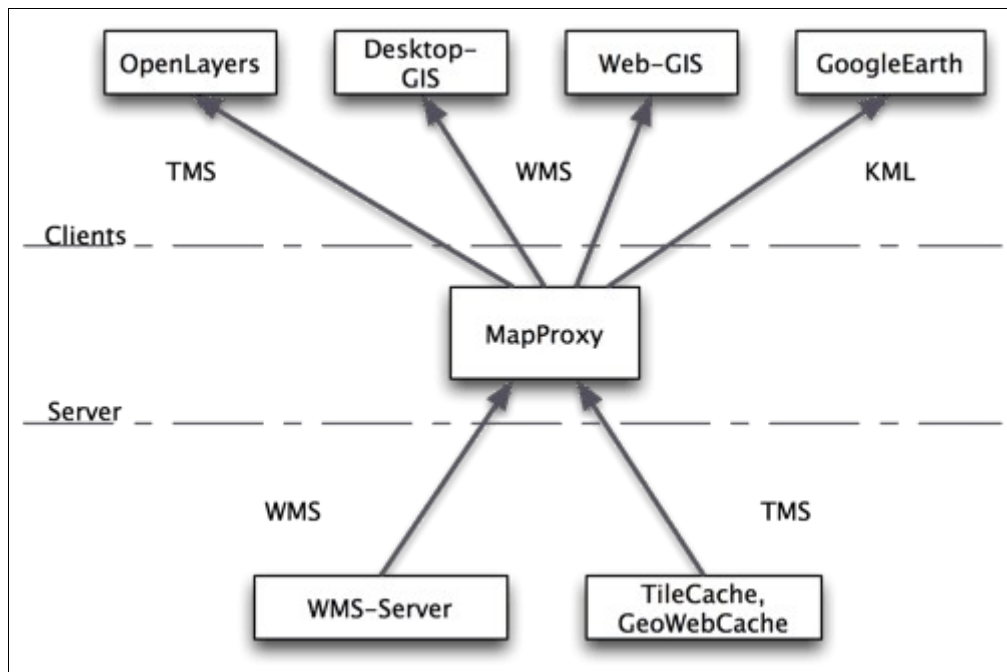 OpenLayers
Desktop-
GIS
Web-GIS
GoogleEarth
TMS
WMS
KML
Clients
MapProxy
Server
WMS
TMS
WMS-Server
TileCache,
GeoWebCache